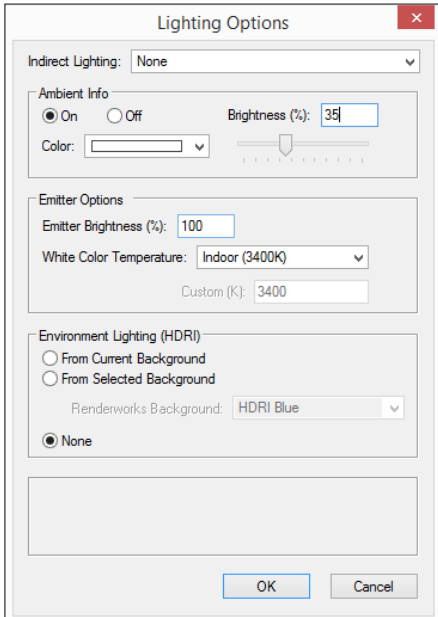 Lighting Options
Indirect Lighting: None
Ambient Info
On Off Brightness (%): 35
Color:
Emitter Options
Emitter Brightness (%): 100
White Color Temperature: Indoor (3400K)
Custom (K): 3400
Environment Lighting (HDRI)
From Current Background
From Selected Background
Renderworks Background: HDRI Blue
None
OK Cancel